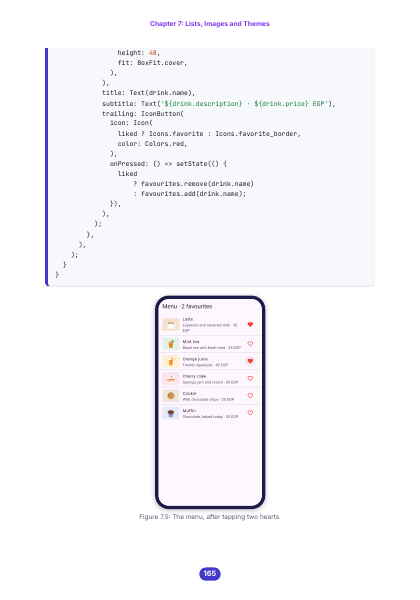 Chapter 7: Lists, Images and Themes
height: 48,
fit: BoxFit.cover,
),
),
title: Text(drink.name),
subtitle: Text('${drink.description} · ${drink.price} EGP'),
trailing: IconButton(
icon: Icon(
liked ? Icons.favorite : Icons.favorite_border,
color: Colors.red,
),
onPressed: () => setState(() {
liked
? favourites.remove(drink.name)
: favourites.add(drink.name);
}),
),
);
},
),
);
}
}
Menu · 2 favourites
Latte
Espresso and steamed milk · 45
EGP
Mint tea
Black tea with fresh mint · 25 EGP
Orange juice
Freshly squeezed · 40 EGP
Cherry cake
Sponge, jam and cream · 60 EGP
Cookie
With chocolate chips · 20 EGP
Muffin
Chocolate, baked today · 30 EGP
Figure 7.5: The menu, after tapping two hearts.
165